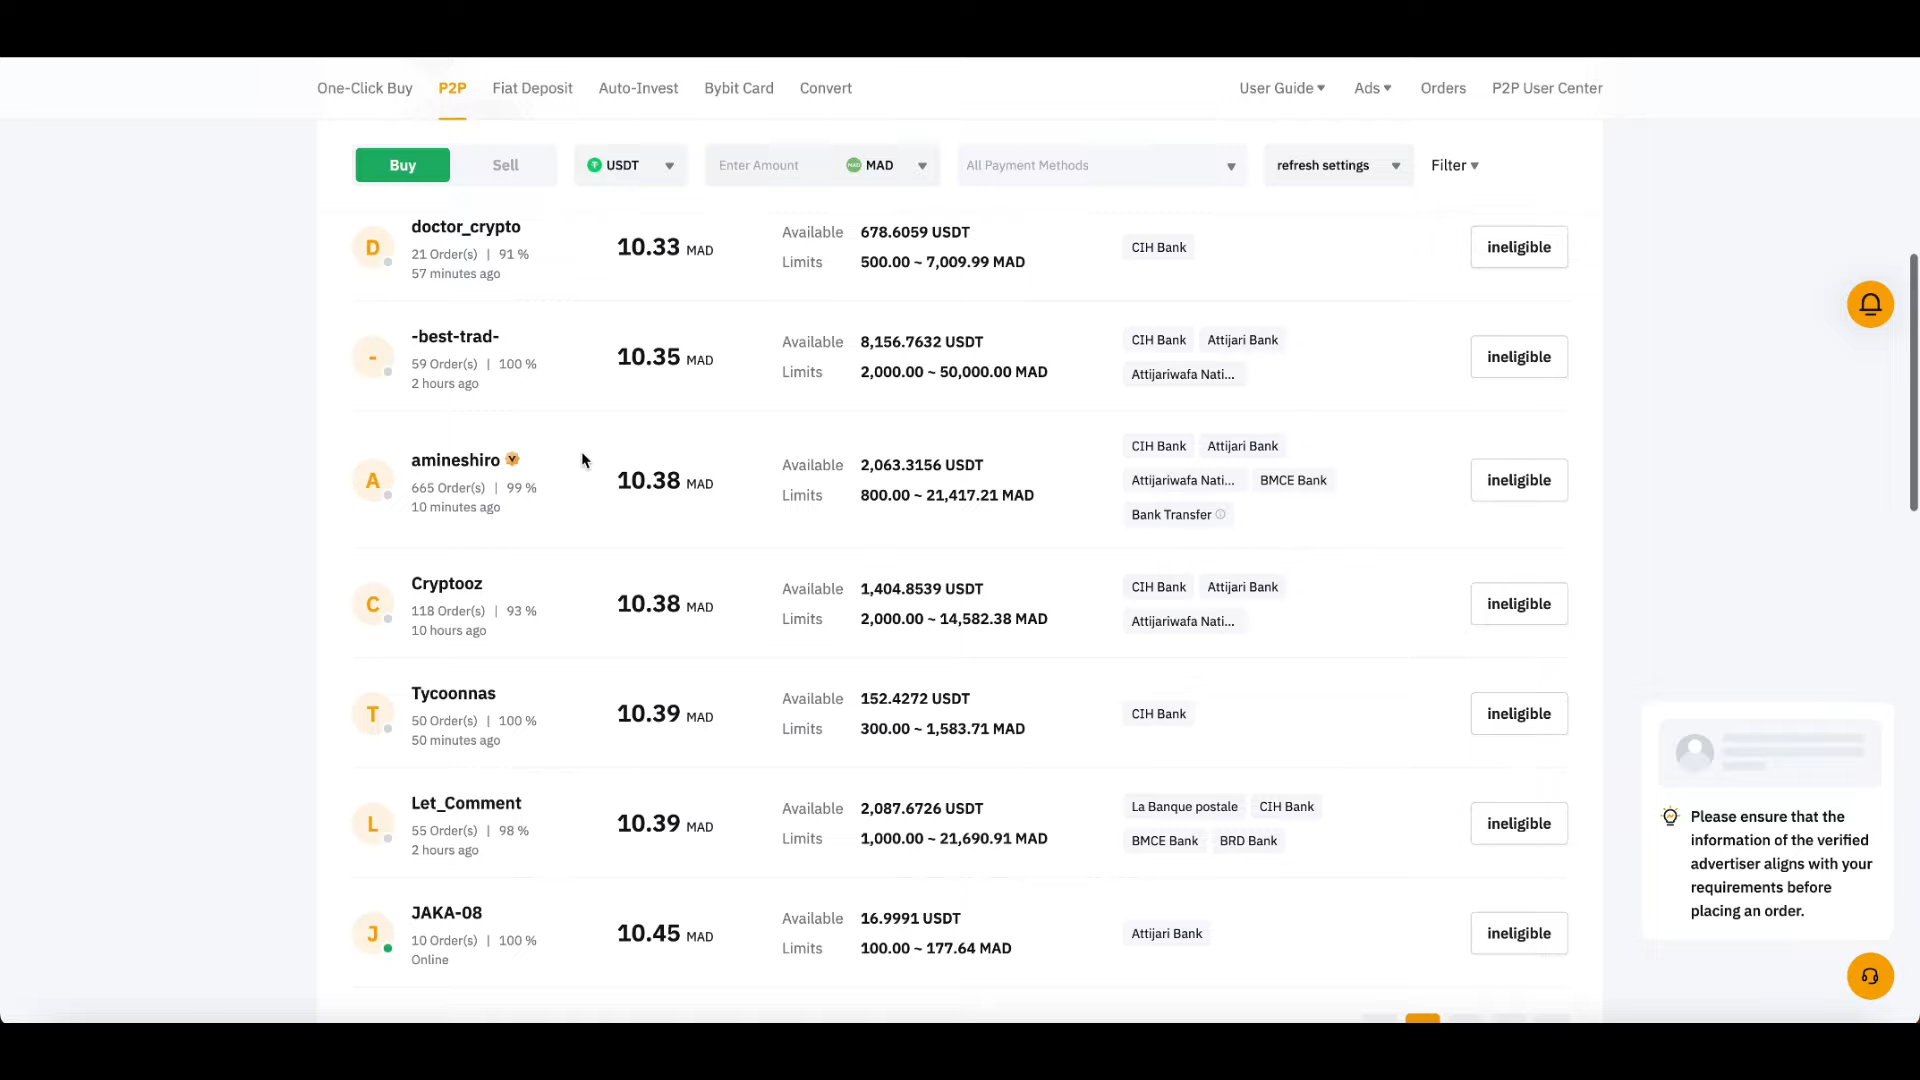 One-Click Buy P2P Fiat Deposit Auto-Invest Bybit Card Convert User Guide Ads Orders P2P User Center
Buy Sell USDT Enter Amount MAD All Payment Methods refresh settings Filter
doctor_crypto
21 Order(s) | 91 %
57 minutes ago
10.33 MAD
Available 678.6059 USDT
Limits 500.00 ~ 7,009.99 MAD
CIH Bank
ineligible
-best-trad-
59 Order(s) | 100 %
2 hours ago
10.35 MAD
Available 8,156.7632 USDT
Limits 2,000.00 ~ 50,000.00 MAD
CIH Bank Attijari Bank
Attijariwafa Nati...
ineligible
A
amineshiro
665 Order(s) | 99 %
10 minutes ago
10.38 MAD
Available 2,063.3156 USDT
Limits 800.00 ~ 21,417.21 MAD
CIH Bank Attijari Bank
Attijariwafa Nati... BMCE Bank
Bank Transfer
ineligible
C
Cryptooz
118 Order(s) | 93 %
10 hours ago
10.38 MAD
Available 1,404.8539 USDT
Limits 2,000.00 ~ 14,582.38 MAD
CIH Bank Attijari Bank
Attijariwafa Nati...
ineligible
T
Tycoonnas
50 Order(s) | 100 %
50 minutes ago
10.39 MAD
Available 152.4272 USDT
Limits 300.00 ~ 1,583.71 MAD
CIH Bank
ineligible
L
Let_Comment
55 Order(s) | 98 %
2 hours ago
10.39 MAD
Available 2,087.6726 USDT
Limits 1,000.00 ~ 21,690.91 MAD
La Banque postale CIH Bank
BMCE Bank BRD Bank
ineligible
J
JAKA-08
10 Order(s) | 100 %
Online
10.45 MAD
Available 16.9991 USDT
Limits 100.00 ~ 177.64 MAD
Attijari Bank
ineligible
Please ensure that the
information of the verified
advertiser aligns with your
requirements before
placing an order.